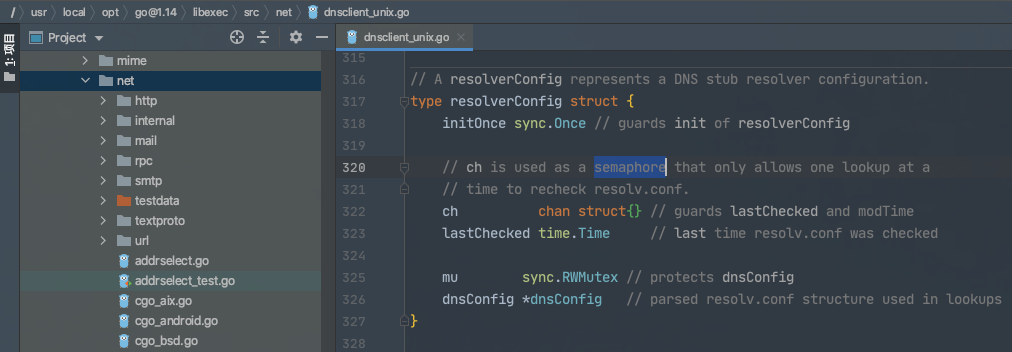 / usr local opt go@1.14 libexec src net dnsclient_unix.go
1: 项目
Project
mime
net
http
internal
mail
rpc
smtp
testdata
textproto
url
addrselect.go
addrselect_test.go
cgo_aix.go
cgo_android.go
cgo_bsd.go
dnsclient_unix.go
315
316 // A resolverConfig represents a DNS stub resolver configuration.
317 type resolverConfig struct {
318 initOnce sync.Once // guards init of resolverConfig
319
320 // ch is used as a semaphore that only allows one lookup at a
321 // time to recheck resolv.conf.
322 ch chan struct{} // guards lastChecked and modTime
323 lastChecked time.Time // last time resolv.conf was checked
324
325 mu sync.RWMutex // protects dnsConfig
326 dnsConfig *dnsConfig // parsed resolv.conf structure used in lookups
327 }
328